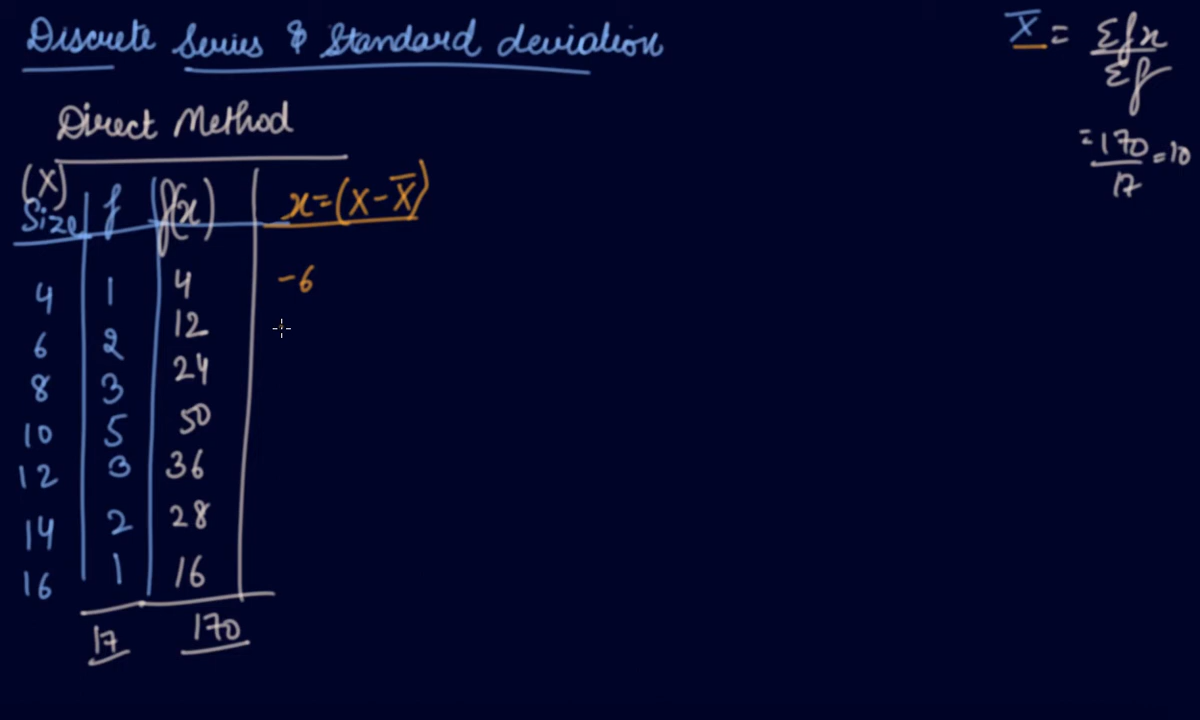 Discrete Series & Standard deviation
X̄ = Σfx / Σf
= 170 / 17 = 10
Direct Method
(X) Size | f | f(x) | x=(X-X̄)
4 | 1 | 4 | -6
6 | 2 | 12
8 | 3 | 24
10 | 5 | 50
12 | 3 | 36
14 | 2 | 28
16 | 1 | 16
17 | 170